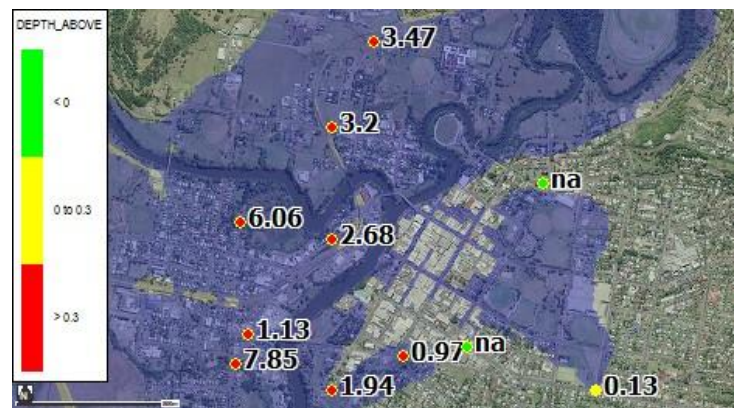 DEPTH_ABOVE
< 0
0 to 0.3
> 0.3
3.47
3.2
na
6.06
2.68
1.13
7.85
0.97
na
1.94
0.13
N